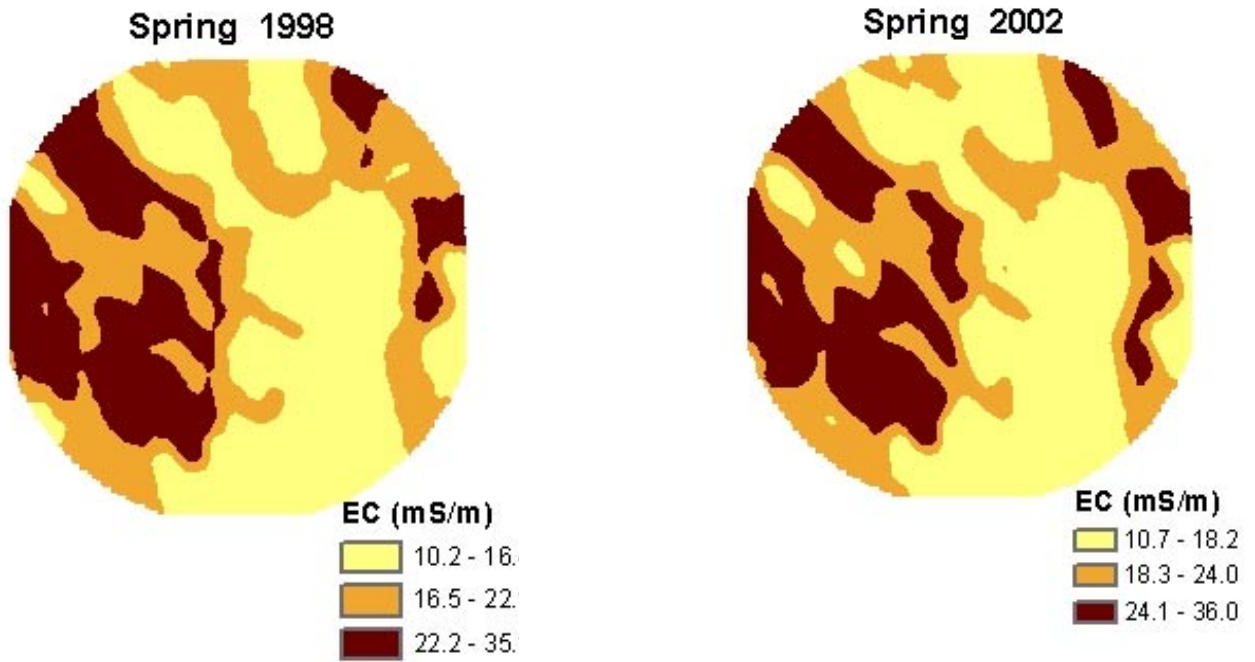 Spring 1998
EC (mS/m)
10.2 - 16.
16.5 - 22.
22.2 - 35.
Spring 2002
EC (mS/m)
10.7 - 18.2
18.3 - 24.0
24.1 - 36.0